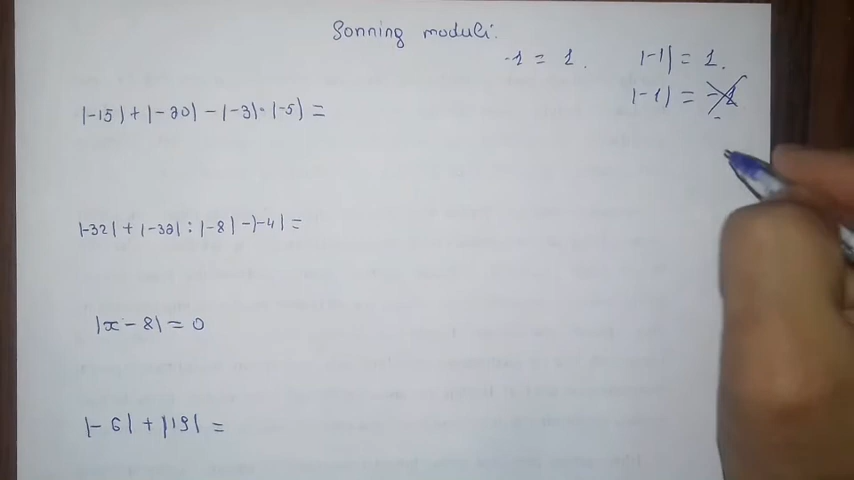 Sonning moduli.
-1 = 1.
|-1| = 1.
|-1| = -1
|-15| + |-20| - |-3| · |-5| =
|-32| + |-32| : |-8| - |-4| =
|x - 8| = 0
|-6| + |19| =